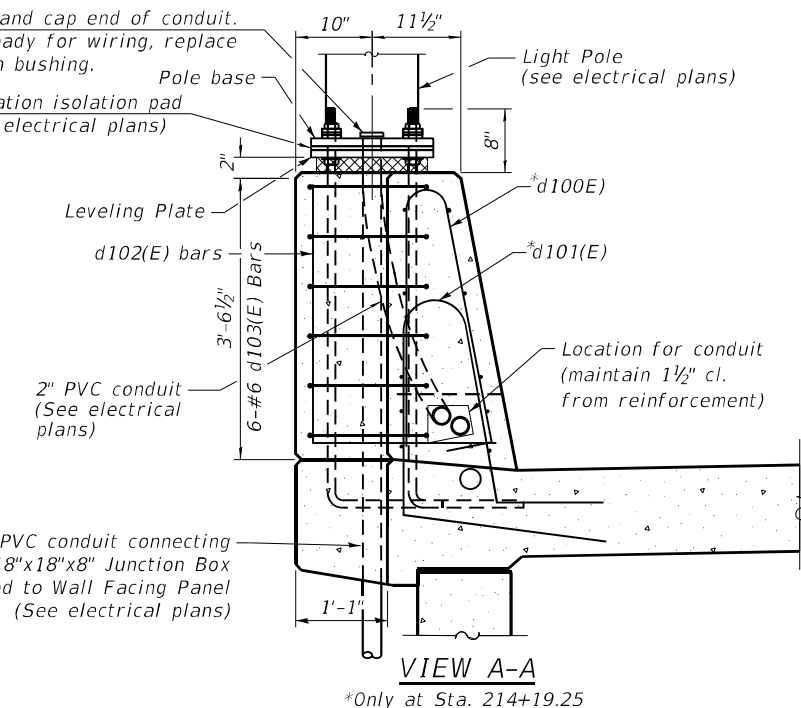 and cap end of conduit.
ady for wiring, replace
bushing.
10"
11½"
Light Pole
(see electrical plans)
Pole base
ation isolation pad
electrical plans)
8"
2"
*d100E)
Leveling Plate
*d101(E)
d102(E) bars
3'-6½"
6-#6 d103(E) Bars
Location for conduit
(maintain 1½" cl.
from reinforcement)
2" PVC conduit
(See electrical
plans)
PVC conduit connecting
8"x18"x8" Junction Box
d to Wall Facing Panel
(See electrical plans)
1'-1"
VIEW A-A
*Only at Sta. 214+19.25